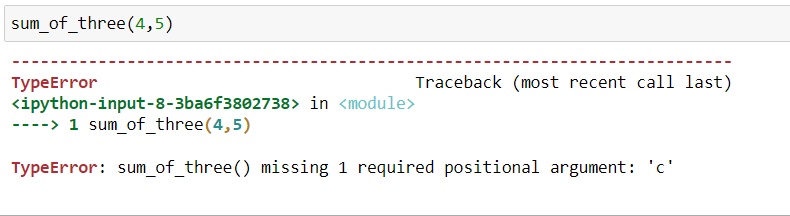 sum_of_three(4,5)
---------------------------------------------------------------------------
TypeError                                 Traceback (most recent call last)
<ipython-input-8-3ba6f3802738> in <module>
----> 1 sum_of_three(4,5)
TypeError: sum_of_three() missing 1 required positional argument: 'c'